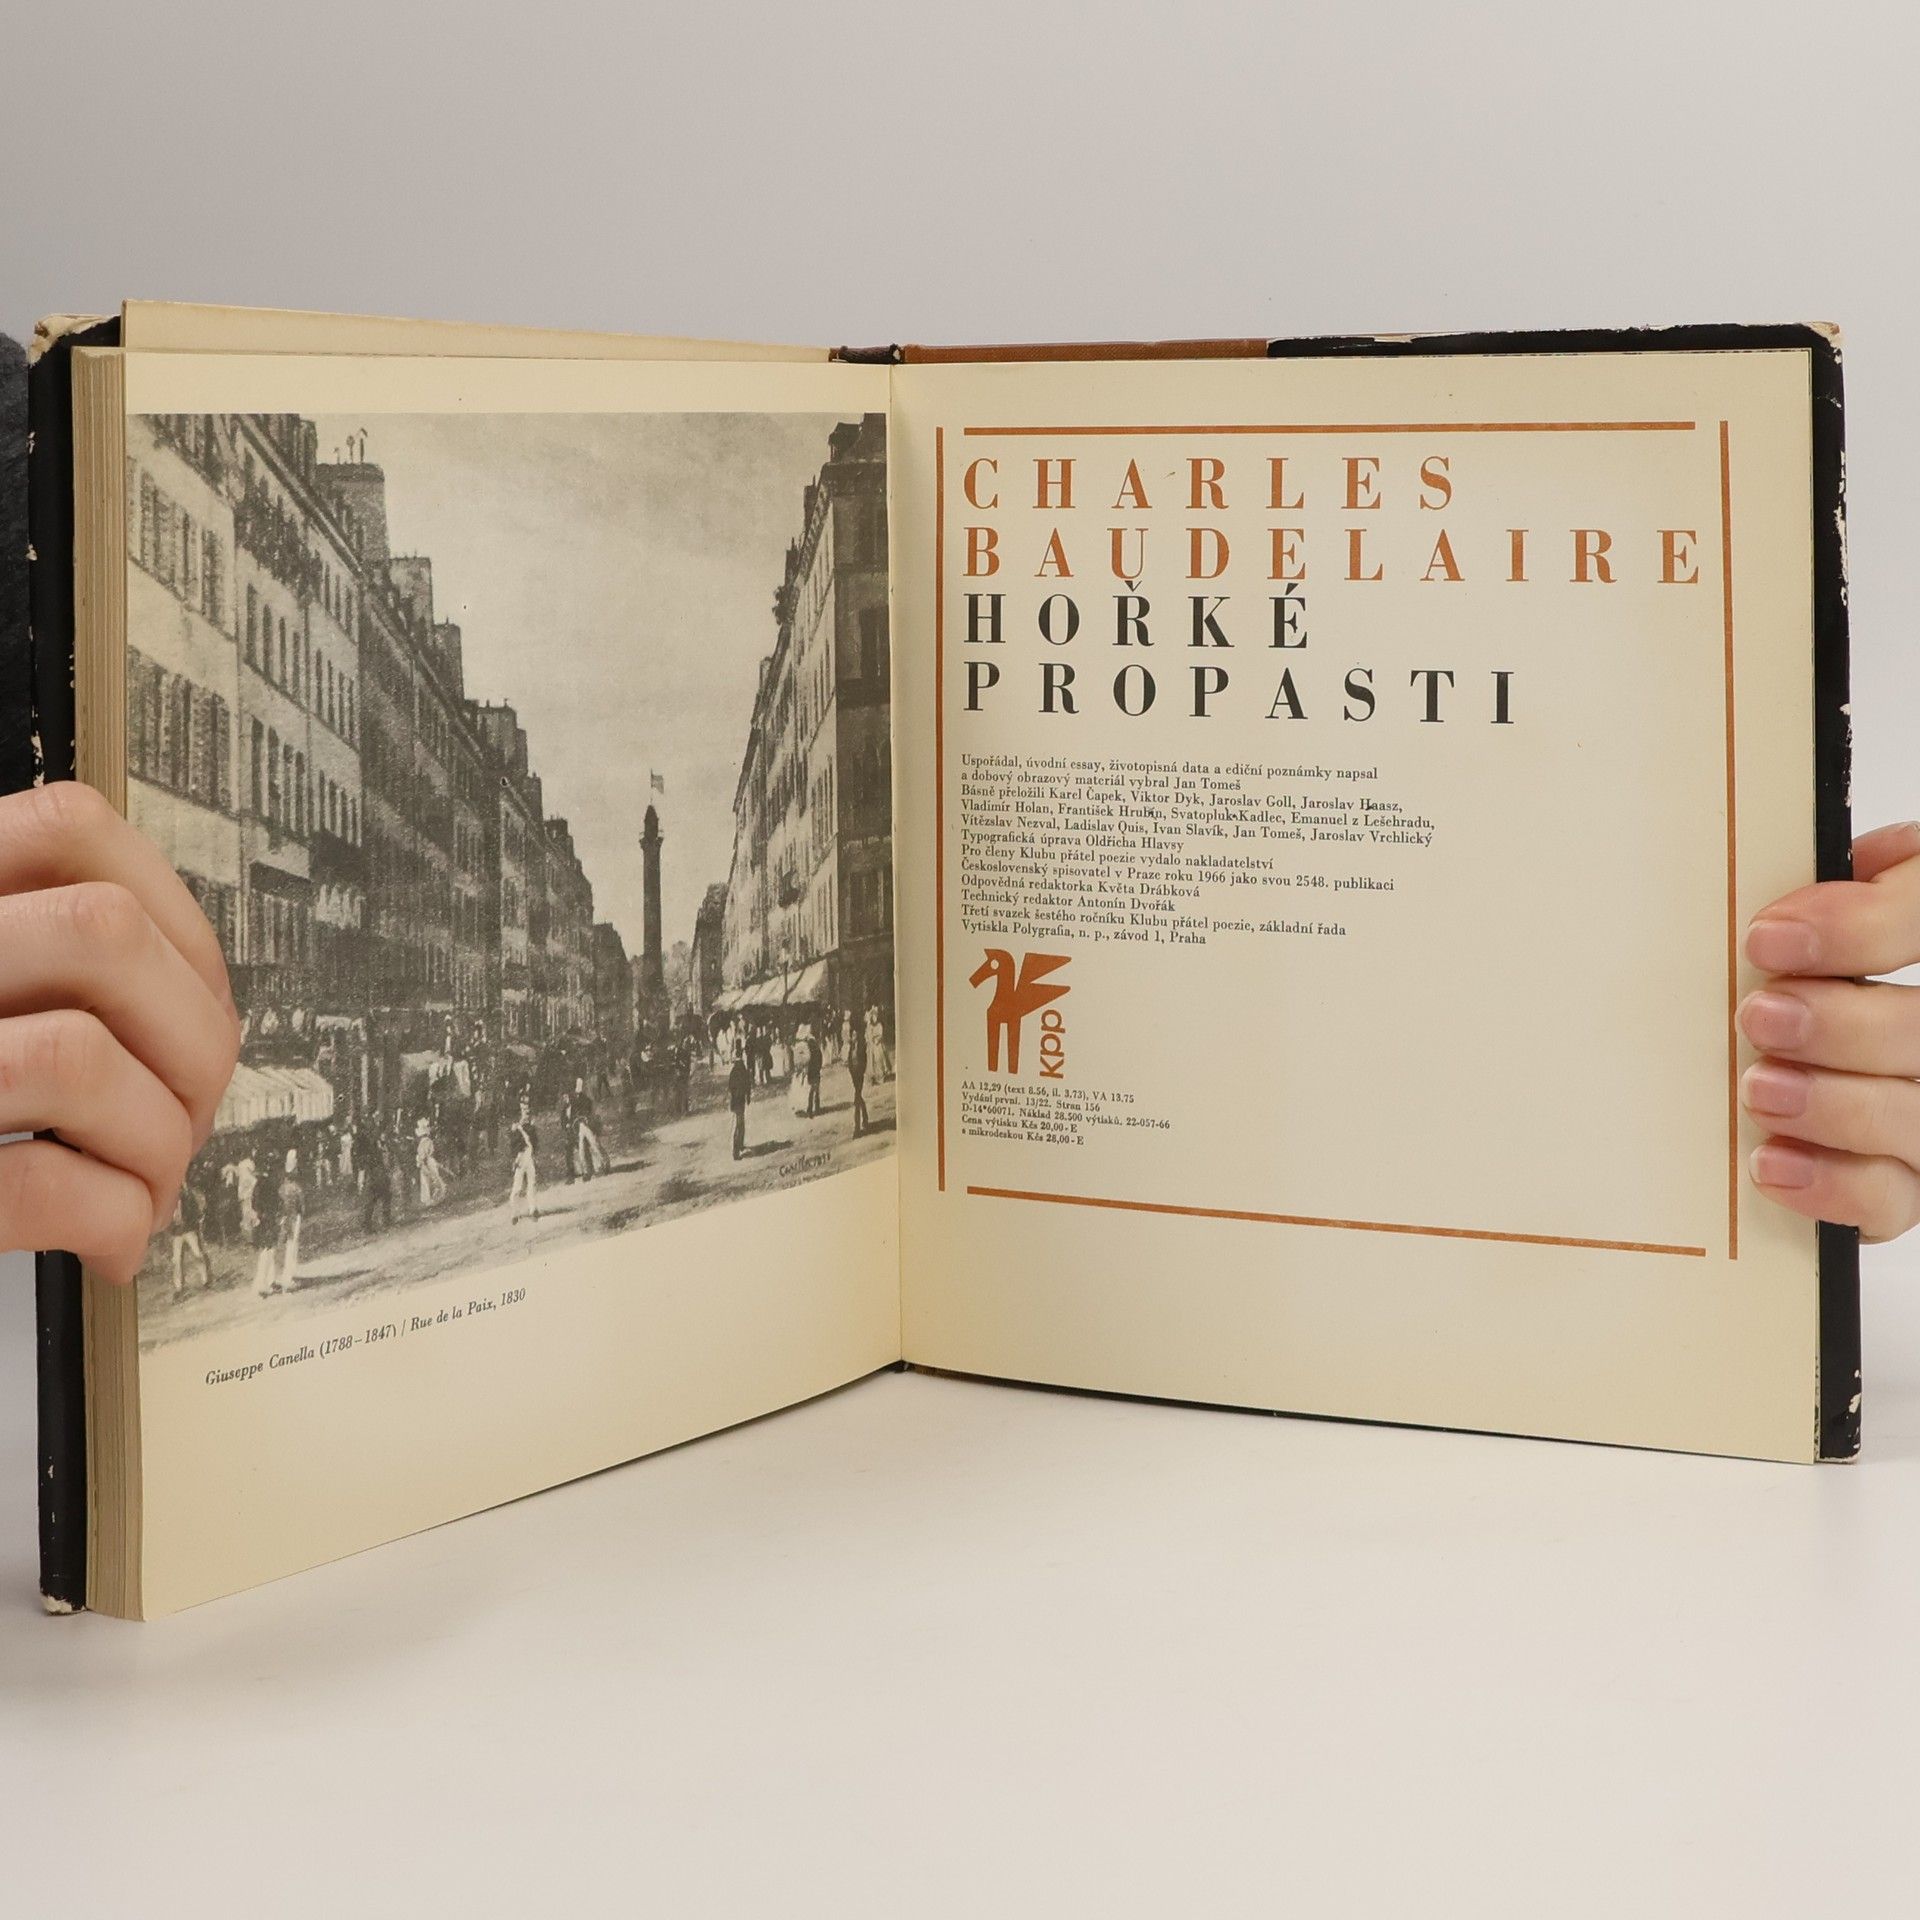 Giuseppe Canella (1788–1847) / Rue de la Paix, 1830
CHARLES
BAUDELAIRE
HOŘKÉ
PROPASTI
Uspořádal, úvodní essay, životopisná data a ediční poznámky napsal
a dobový obrazový materiál vybral Jan Tomeš
Básně přeložili Karel Čapek, Viktor Dyk, Jaroslav Goll, Jaroslav Haasz,
Vladimír Holan, František Hrubín, Svatopluk Kadlec, Emanuel z Lešehradu,
Vítězslav Nezval, Ladislav Quis, Ivan Slavík, Jan Tomeš, Jaroslav Vrchlický
Typografická úprava Oldřicha Hlavsy
Pro členy Klubu přátel poezie vydalo nakladatelství
Československý spisovatel v Praze roku 1966 jako svou 2548. publikaci
Odpovědná redaktorka Květa Drábková
Technický redaktor Antonín Dvořák
Třetí svazek šestého ročníku Klubu přátel poezie, základní řada
Vytiskla Polygrafia, n. p., závod 1, Praha
kpp
AA 12,29 (text 8.56, il. 3.73), VA 13.75
Vydání první. 13/22. Stran 156
D-14*60071. Náklad 28.500 výtisků. 22-057-66
Cena výtisku Kčs 20,00-E
s mikrodeskou Kčs 28,00-E